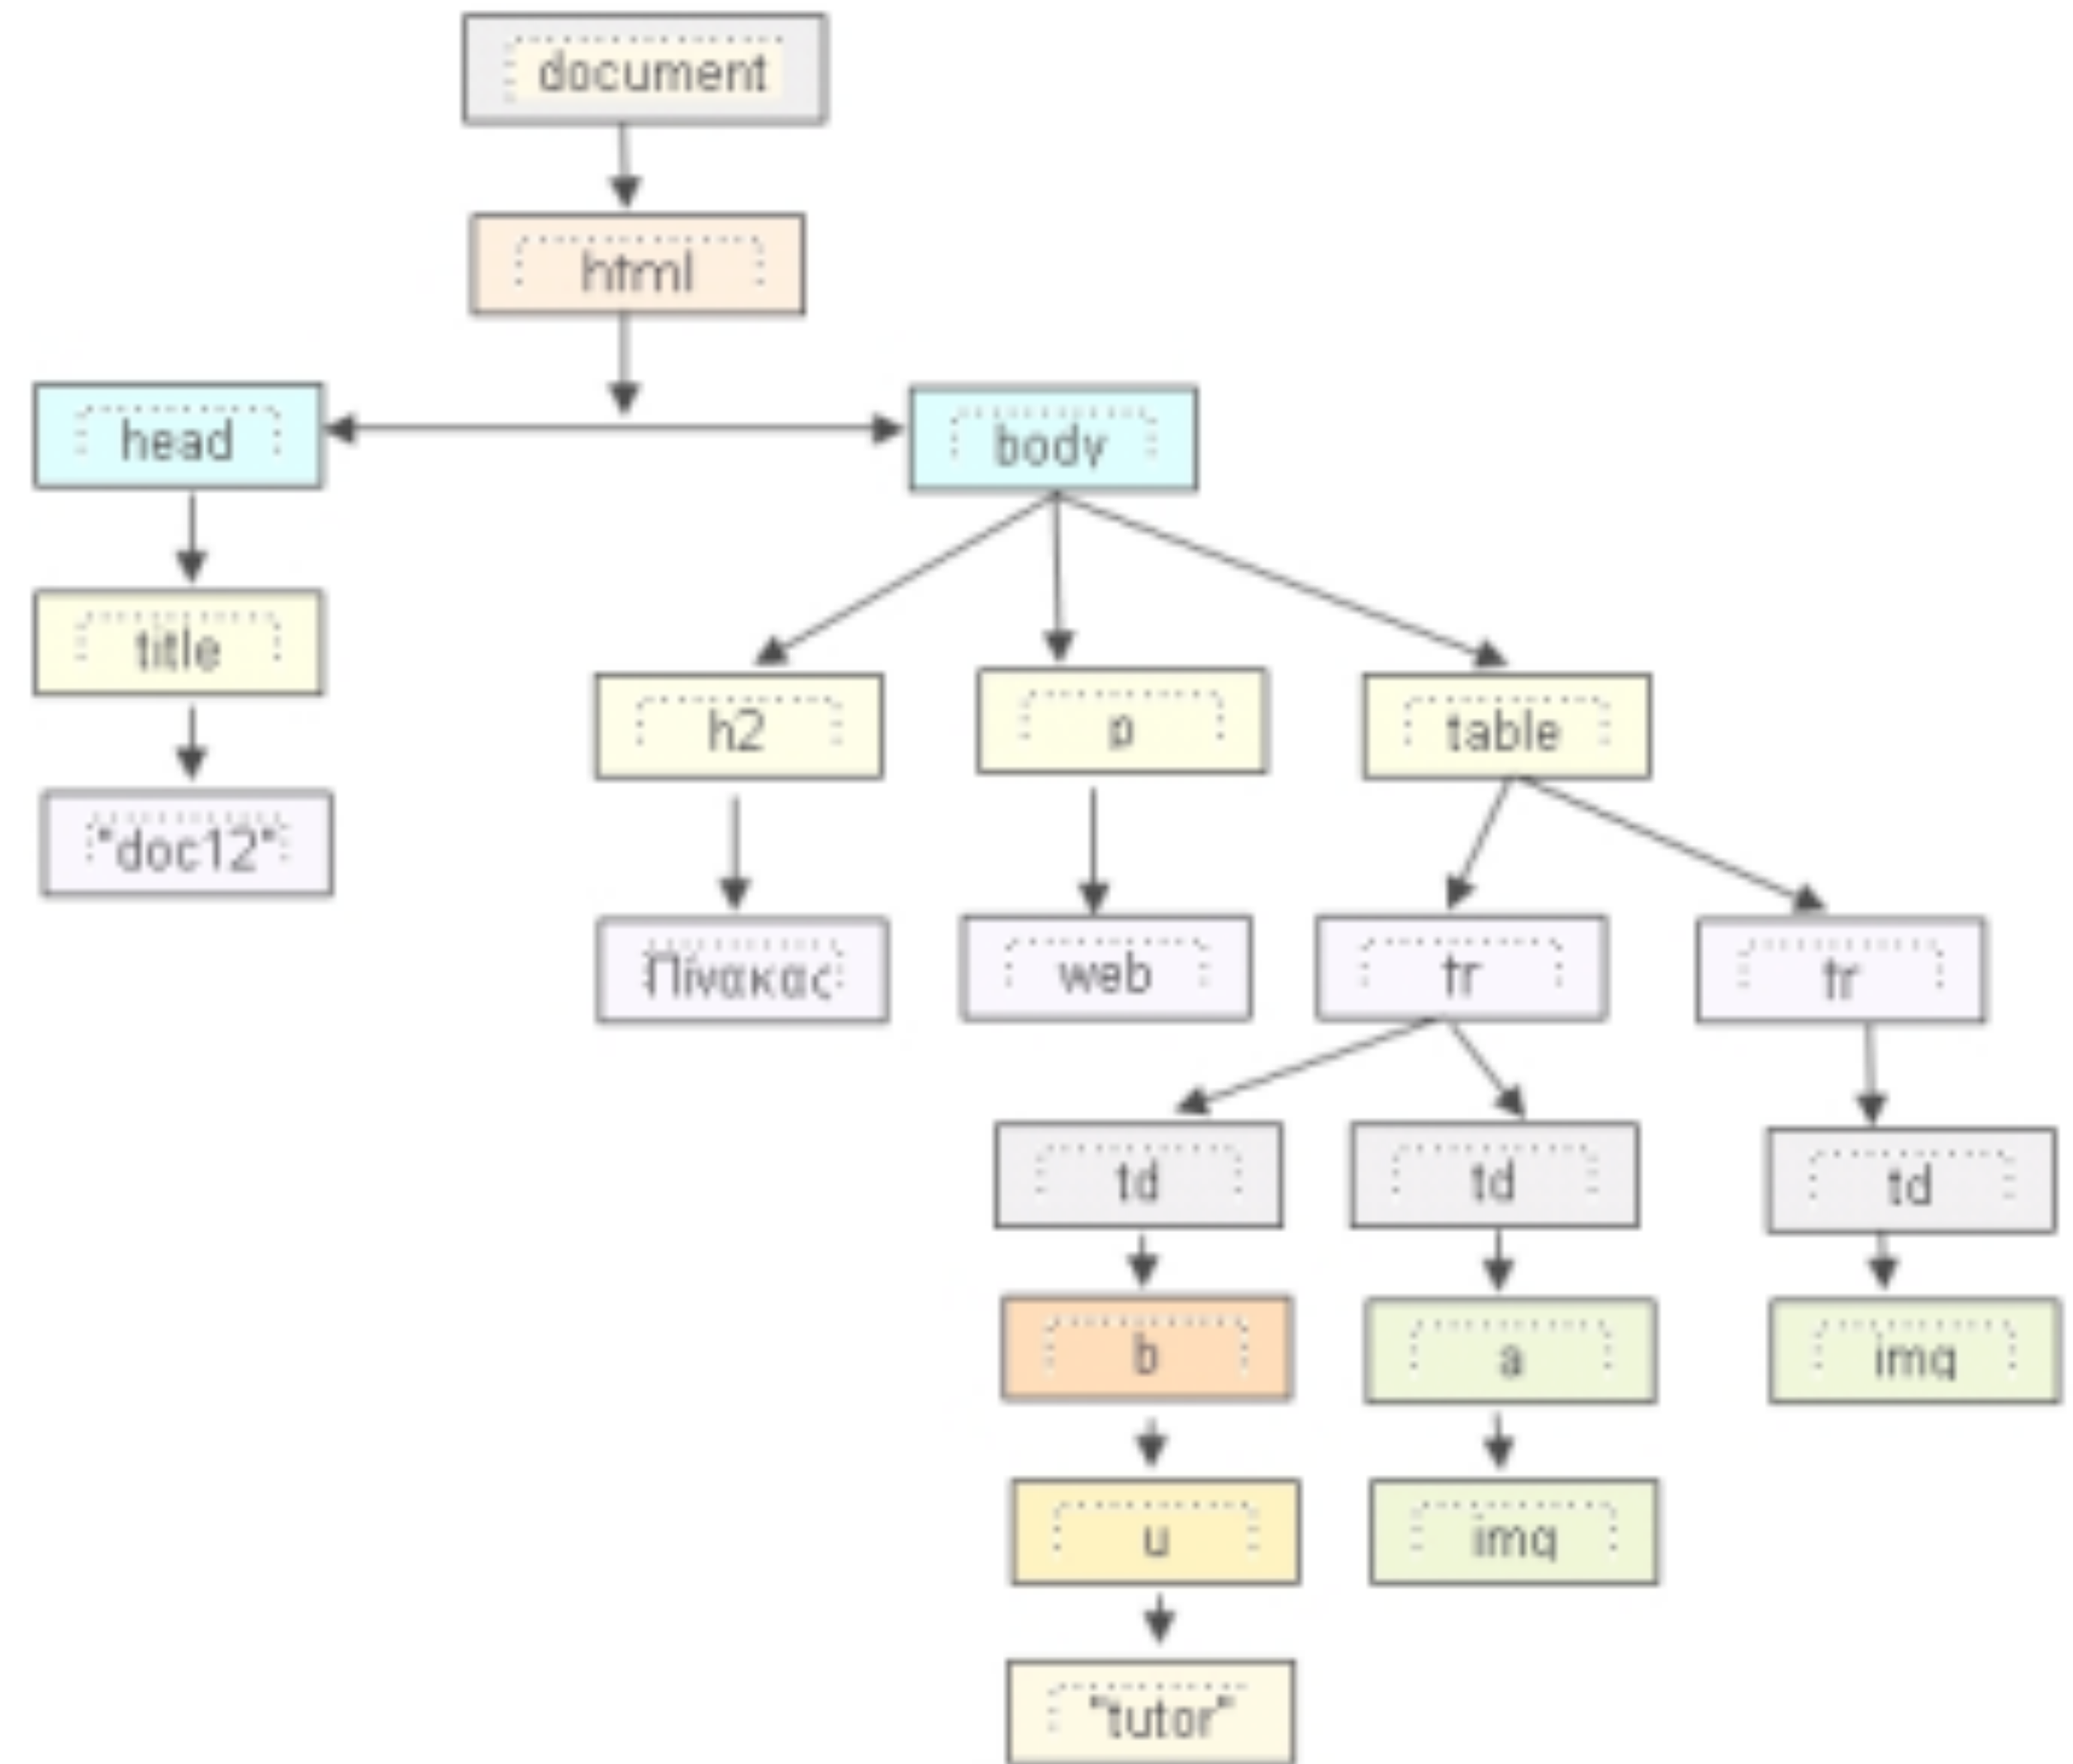 document
html
head
body
title
h2
p
table
"doc12"
Πίνακας
web
tr
tr
td
td
td
b
a
img
u
img
"tutor"